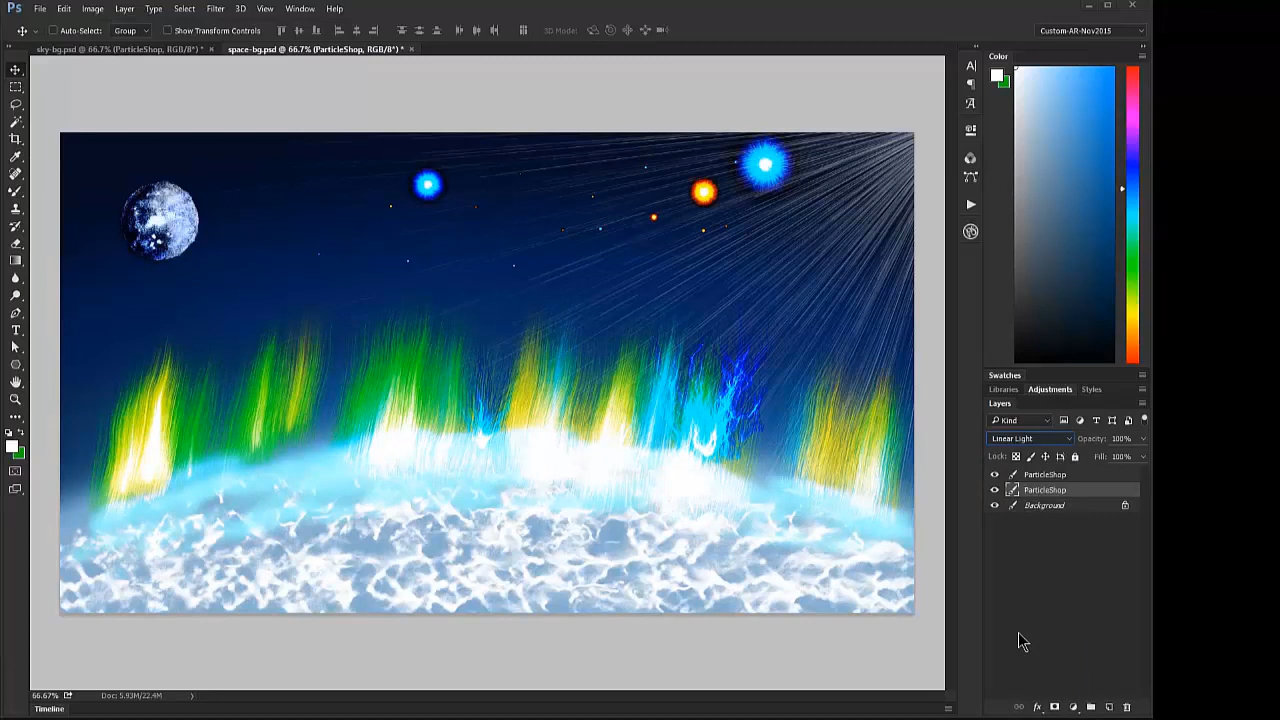 Ps File Edit Image Layer Type Select Filter 3D View Window Help
Auto-Select: Group Show Transform Controls 3D Mode: Custom-AR-Nov2015
sky-bg.psd @ 66.7% (ParticleShop, RGB/8*) * × space-bg.psd @ 66.7% (ParticleShop, RGB/8*) * ×
Color
Swatches
Libraries Adjustments Styles
Layers
Kind
Linear Light Opacity: 100%
Lock: Fill: 100%
ParticleShop
ParticleShop
Background
66.67% Doc: 5.93M/22.4M
Timeline